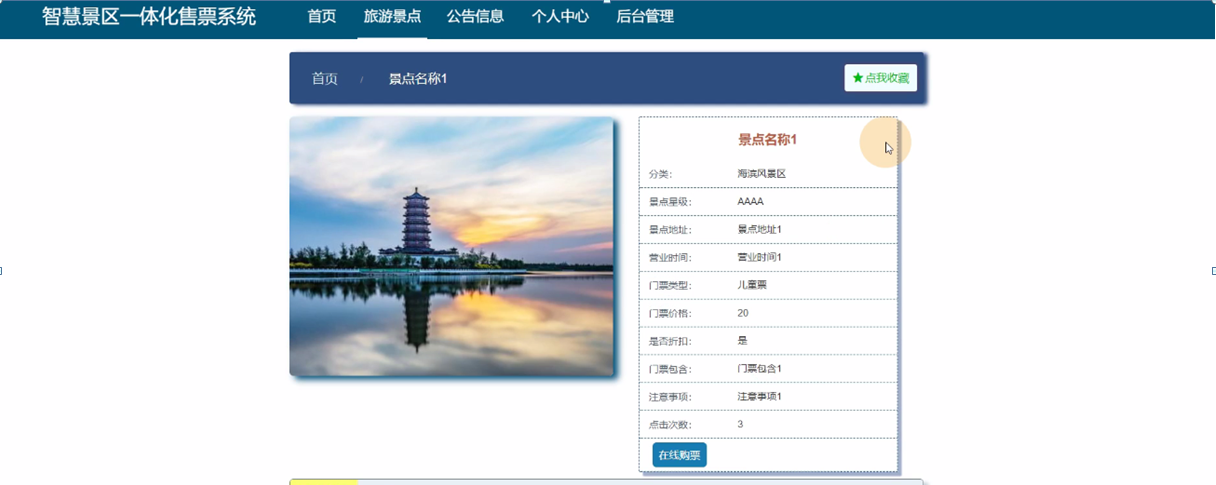 智慧景区一体化售票系统 首页 旅游景点 公告信息 个人中心 后台管理
首页 / 景点名称1 ★点我收藏
景点名称1
分类: 海滨风景区
景点星级: AAAA
景点地址: 景点地址1
营业时间: 营业时间1
门票类型: 儿童票
门票价格: 20
是否折扣: 是
门票包含: 门票包含1
注意事项: 注意事项1
点击次数: 3
在线购票